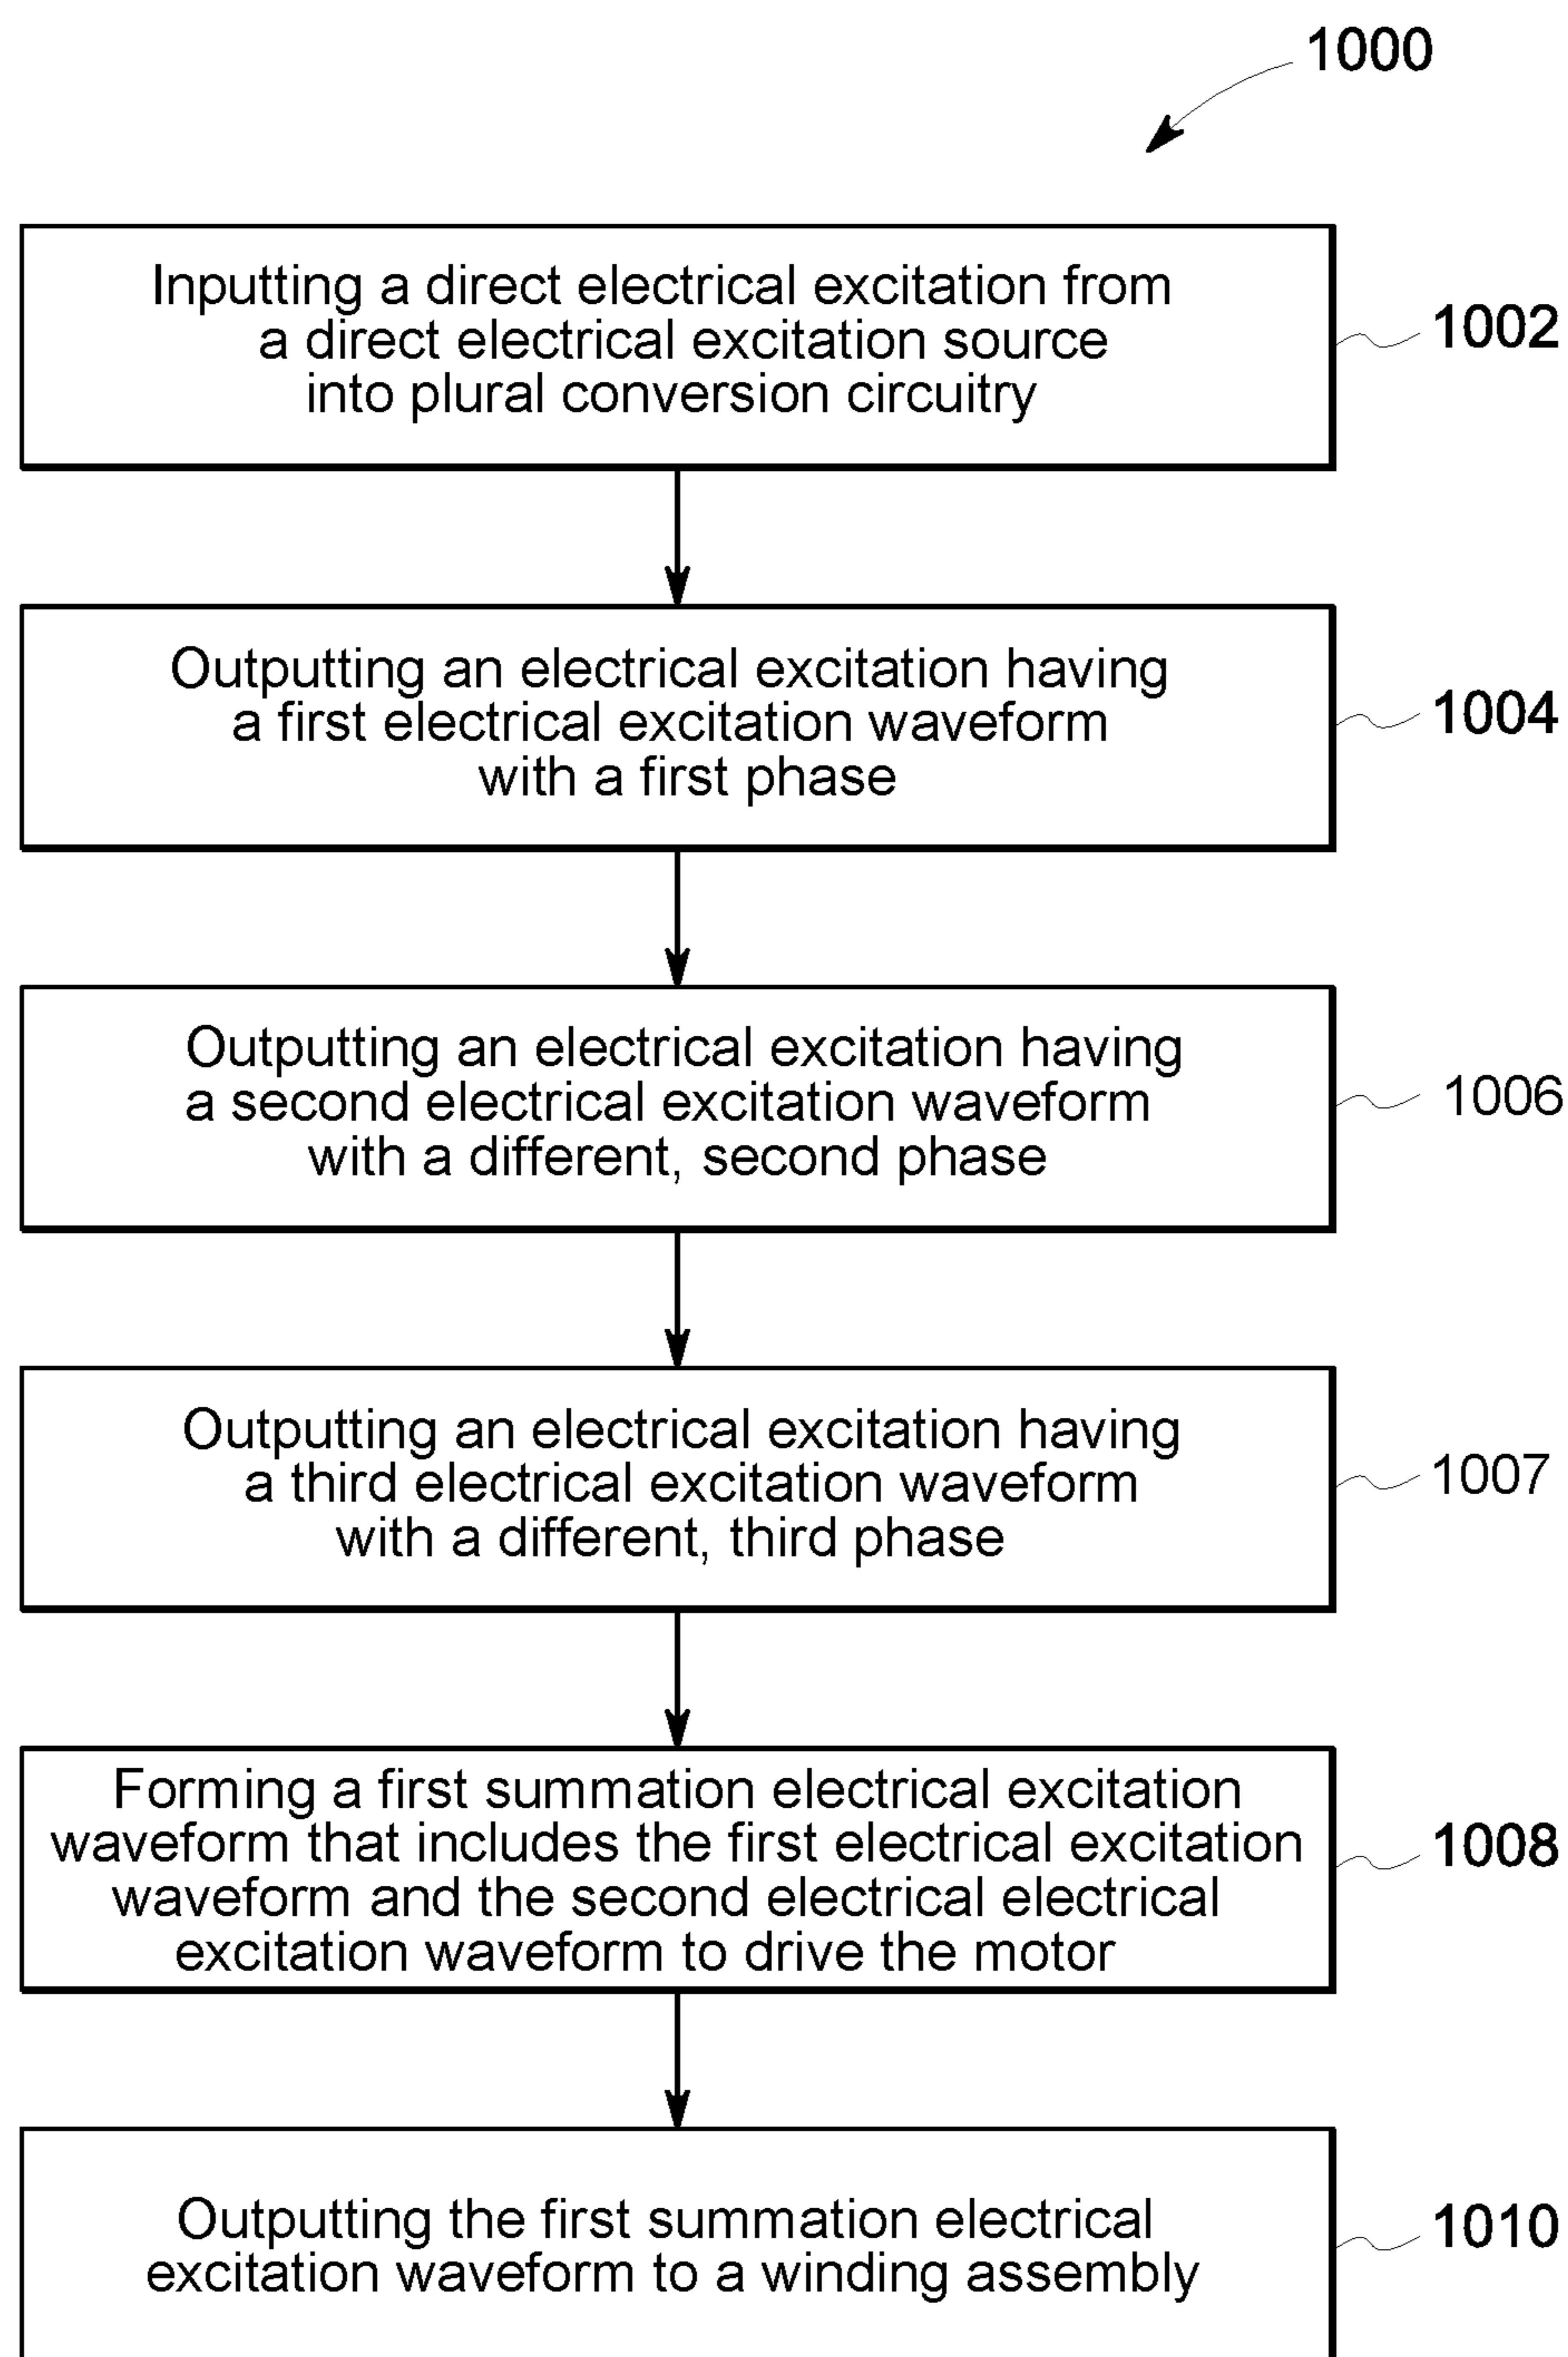 1000
Inputting a direct electrical excitation from
a direct electrical excitation source
into plural conversion circuitry
1002
Outputting an electrical excitation having
a first electrical excitation waveform
with a first phase
1004
Outputting an electrical excitation having
a second electrical excitation waveform
with a different, second phase
1006
Outputting an electrical excitation having
a third electrical excitation waveform
with a different, third phase
1007
Forming a first summation electrical excitation
waveform that includes the first electrical excitation
waveform and the second electrical electrical
excitation waveform to drive the motor
1008
Outputting the first summation electrical
excitation waveform to a winding assembly
1010